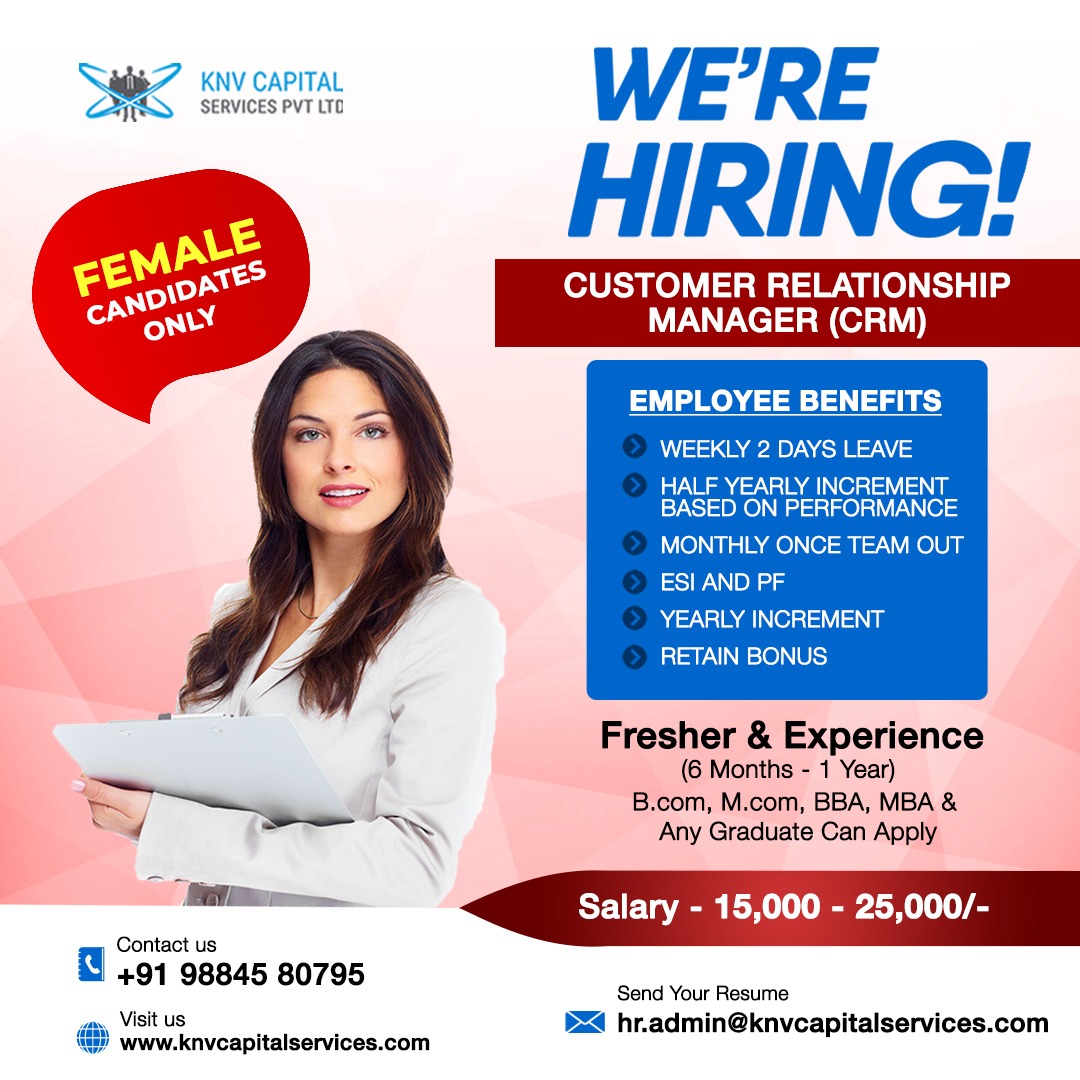 KNV CAPITAL
SERVICES PVT LTD
WE'RE
HIRING!
FEMALE
CANDIDATES
ONLY
CUSTOMER RELATIONSHIP
MANAGER (CRM)
EMPLOYEE BENEFITS
WEEKLY 2 DAYS LEAVE
HALF YEARLY INCREMENT
BASED ON PERFORMANCE
MONTHLY ONCE TEAM OUT
ESI AND PF
YEARLY INCREMENT
RETAIN BONUS
Fresher & Experience
(6 Months - 1 Year)
B.com, M.com, BBA, MBA &
Any Graduate Can Apply
Salary - 15,000 - 25,000/-
Contact us
+91 98845 80795
Visit us
www.knvcapitalservices.com
Send Your Resume
hr.admin@knvcapitalservices.com